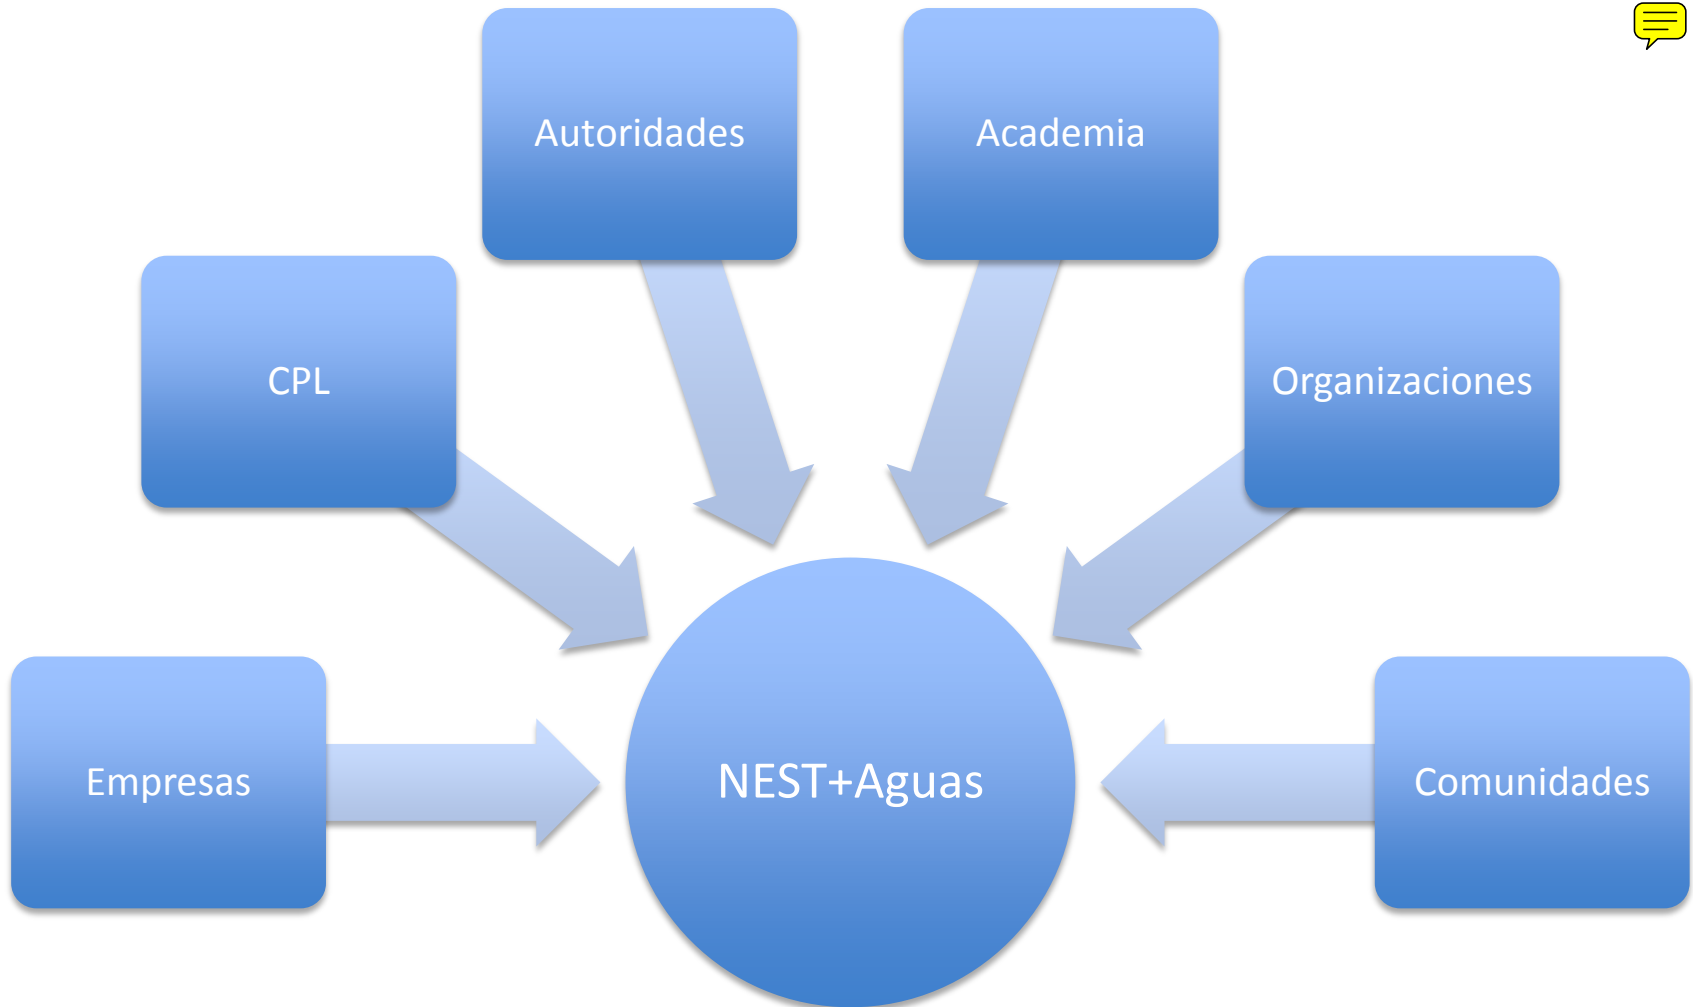 Autoridades
Academia
CPL
Organizaciones
Empresas
NEST+Aguas
Comunidades